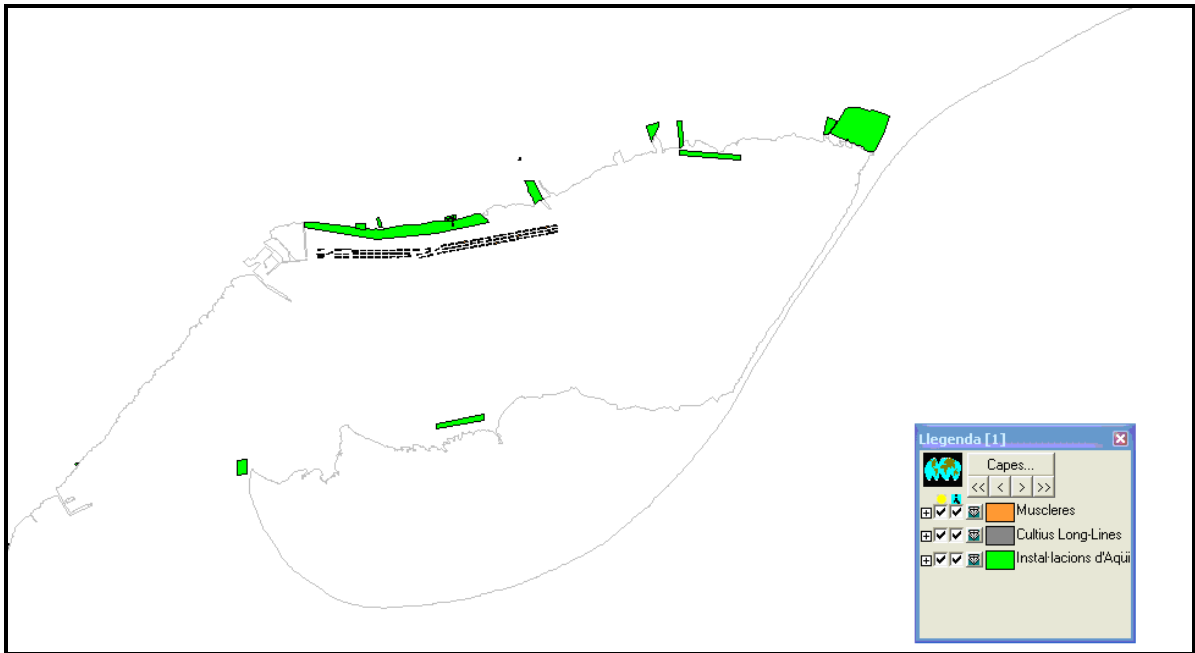 Llegenda [1]
Capes...
<< < > >>
Muscleres
Cultius Long-Lines
Instal·lacions d'Aqüi